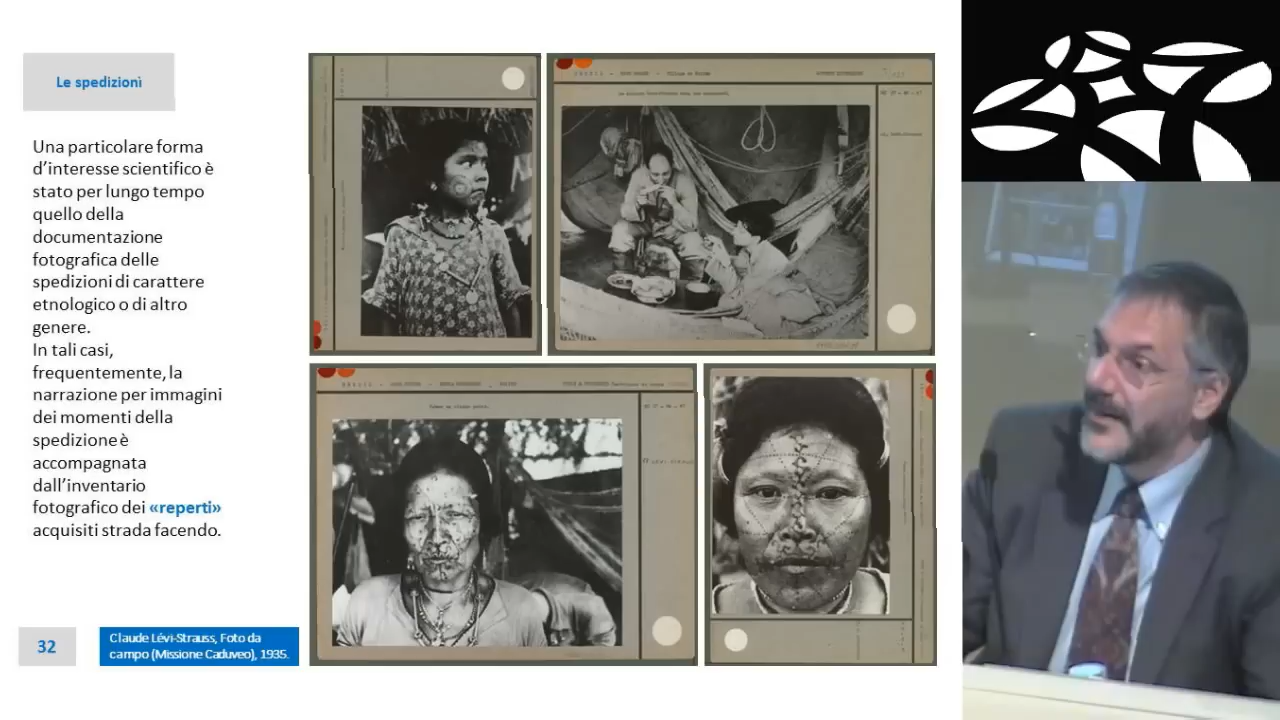 Le spedizioni
Una particolare forma
d'interesse scientifico è
stato per lungo tempo
quello della
documentazione
fotografica delle
spedizioni di carattere
etnologico o di altro
genere.
In tali casi,
frequentemente, la
narrazione per immagini
dei momenti della
spedizione è
accompagnata
dall'inventario
fotografico dei «reperti»
acquisiti strada facendo.
32
Claude Lévi-Strauss, Foto da
campo (Missione Caduveo), 1935.